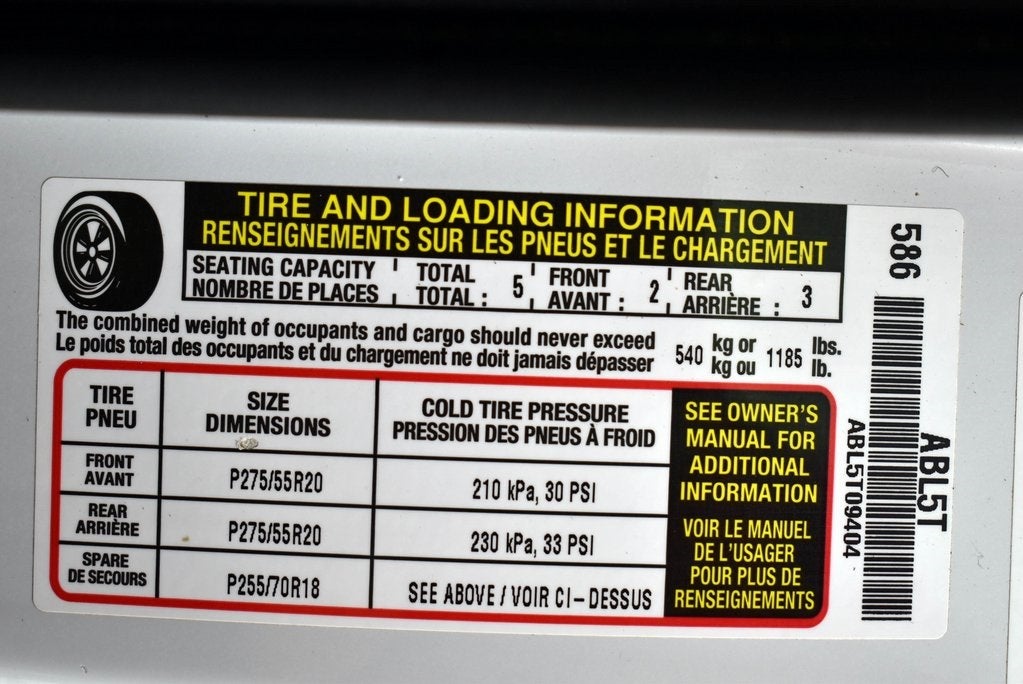 TIRE AND LOADING INFORMATION
RENSEIGNEMENTS SUR LES PNEUS ET LE CHARGEMENT
SEATING CAPACITY TOTAL 5 FRONT 2 REAR 3
NOMBRE DE PLACES TOTAL : AVANT : ARRIÈRE :
The combined weight of occupants and cargo should never exceed 540 kg or 1185 lbs.
Le poids total des occupants et du chargement ne doit jamais dépasser kg ou lb.
TIRE SIZE COLD TIRE PRESSURE
PNEU DIMENSIONS PRESSION DES PNEUS À FROID
FRONT
AVANT P275/55R20 210 kPa, 30 PSI
REAR
ARRIÈRE P275/55R20 230 kPa, 33 PSI
SPARE
DE SECOURS P255/70R18 SEE ABOVE / VOIR CI-DESSUS
SEE OWNER'S
MANUAL FOR
ADDITIONAL
INFORMATION
VOIR LE MANUEL
DE L'USAGER
POUR PLUS DE
RENSEIGNEMENTS
586
ABL5T
ABL5T09404